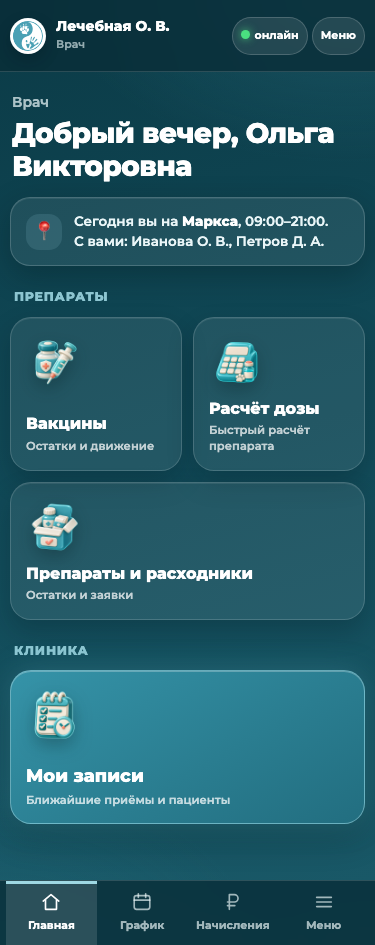 Лечебная О. В.
Врач
онлайн
Меню
Врач
Добрый вечер, Ольга
Викторовна
Сегодня вы на Маркса, 09:00–21:00.
С вами: Иванова О. В., Петров Д. А.
ПРЕПАРАТЫ
Вакцины
Остатки и движение
Расчёт дозы
Быстрый расчёт
препарата
Препараты и расходники
Остатки и заявки
КЛИНИКА
Мои записи
Ближайшие приёмы и пациенты
Главная
График
Начисления
Меню